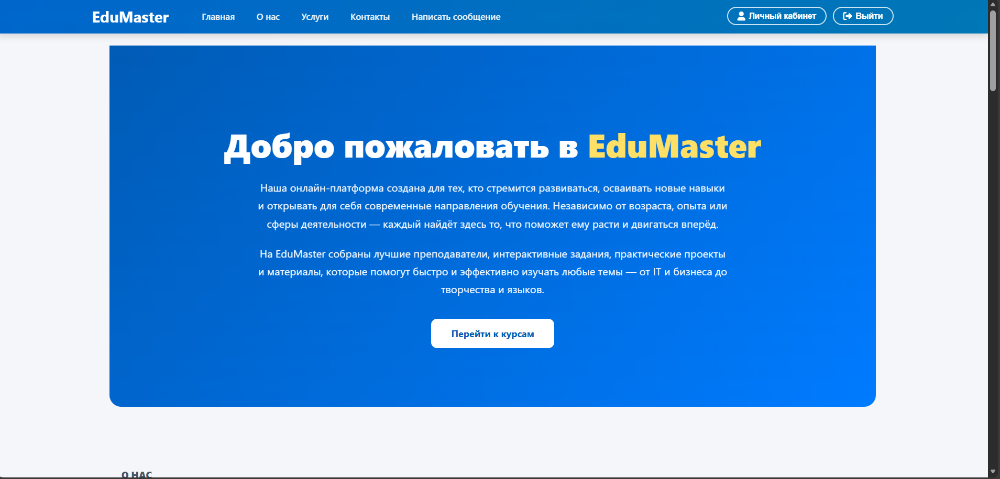 EduMaster
Главная
О нас
Услуги
Контакты
Написать сообщение
Личный кабинет
Выйти
Добро пожаловать в EduMaster
Наша онлайн-платформа создана для тех, кто стремится развиваться, осваивать новые навыки
и открывать для себя современные направления обучения. Независимо от возраста, опыта или
сферы деятельности — каждый найдёт здесь то, что поможет ему расти и двигаться вперёд.
На EduMaster собраны лучшие преподаватели, интерактивные задания, практические проекты
и материалы, которые помогут быстро и эффективно изучать любые темы — от IT и бизнеса до
творчества и языков.
Перейти к курсам
О НАС